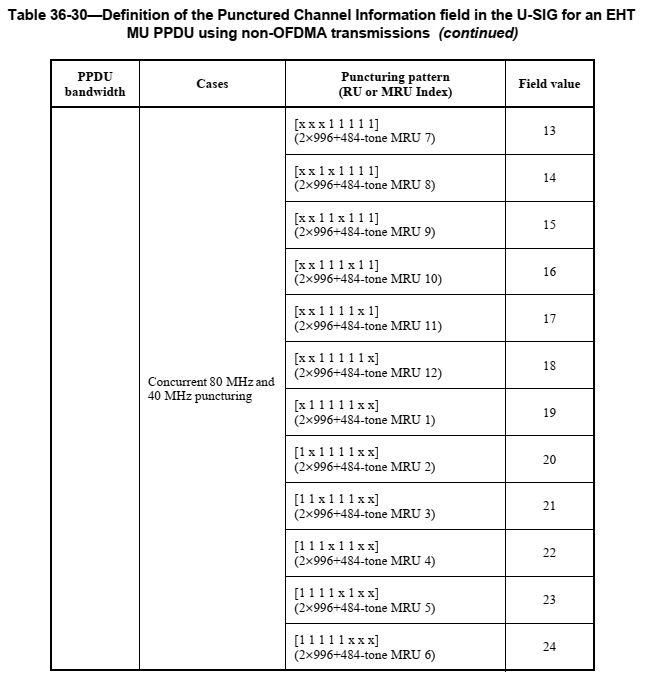 Table 36-30—Definition of the Punctured Channel Information field in the U-SIG for an EHT
MU PPDU using non-OFDMA transmissions (continued)
PPDU
bandwidth
Cases
Puncturing pattern
(RU or MRU Index)
Field value
Concurrent 80 MHz and
40 MHz puncturing
[x x x 1 1 1 1 1]
(2×996+484-tone MRU 7)
13
[x x 1 x 1 1 1 1]
(2×996+484-tone MRU 8)
14
[x x 1 1 x 1 1 1]
(2×996+484-tone MRU 9)
15
[x x 1 1 1 x 1 1]
(2×996+484-tone MRU 10)
16
[x x 1 1 1 1 x 1]
(2×996+484-tone MRU 11)
17
[x x 1 1 1 1 1 x]
(2×996+484-tone MRU 12)
18
[x 1 1 1 1 1 x x]
(2×996+484-tone MRU 1)
19
[1 x 1 1 1 1 x x]
(2×996+484-tone MRU 2)
20
[1 1 x 1 1 1 x x]
(2×996+484-tone MRU 3)
21
[1 1 1 x 1 1 x x]
(2×996+484-tone MRU 4)
22
[1 1 1 1 x 1 x x]
(2×996+484-tone MRU 5)
23
[1 1 1 1 1 x x x]
(2×996+484-tone MRU 6)
24